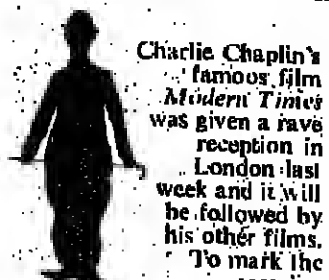 Charlie Chaplin's
famous film
Modern Times
was given a rave
reception in
London last
week and it will
be followed by
his other films.
To mark the